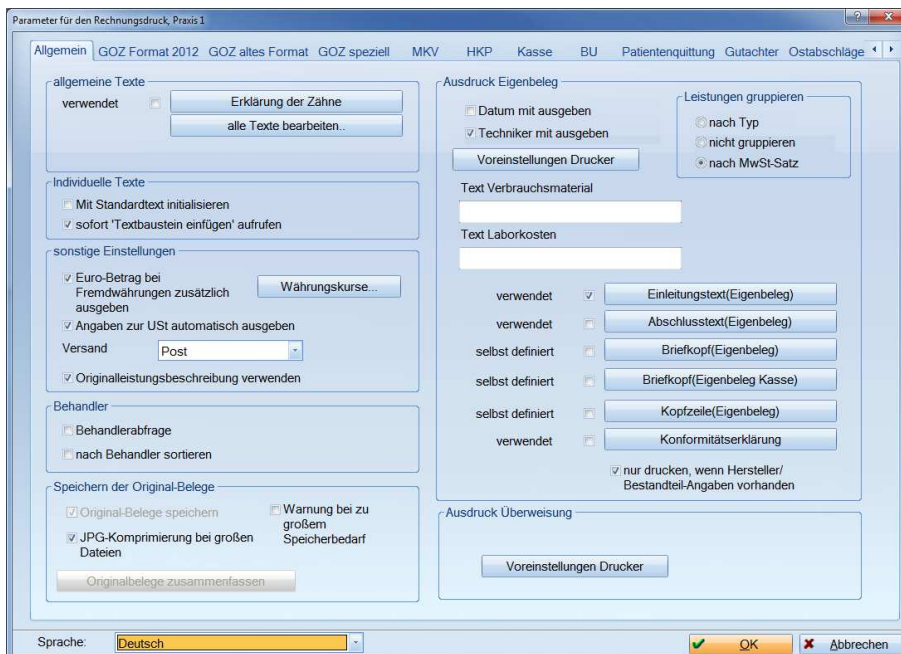 Parameter für den Rechnungsdruck, Praxis 1
Allgemein GOZ Format 2012 GOZ altes Format GOZ speziell MKV HKP Kasse BU Patientenquittung Gutachter Ostabschläge
allgemeine Texte
verwendet Erklärung der Zähne
alle Texte bearbeiten..
Individuelle Texte
Mit Standardtext initialisieren
sofort 'Textbaustein einfügen' aufrufen
sonstige Einstellungen
Euro-Betrag bei
Fremdwährungen zusätzlich
ausgeben
Währungskurse...
Angaben zur USt automatisch ausgeben
Versand Post
Originalleistungsbeschreibung verwenden
Behandler
Behandlerabfrage
nach Behandler sortieren
Speichern der Original-Belege
Original-Belege speichern
Warnung bei zu
großem
Speicherbedarf
JPG-Komprimierung bei großen
Dateien
Originalbelege zusammenfassen
Ausdruck Eigenbeleg
Datum mit ausgeben
Techniker mit ausgeben
Voreinstellungen Drucker
Leistungen gruppieren
nach Typ
nicht gruppieren
nach MwSt-Satz
Text Verbrauchsmaterial
Text Laborkosten
verwendet Einleitungstext(Eigenbeleg)
verwendet Abschlusstext(Eigenbeleg)
selbst definiert Briefkopf(Eigenbeleg)
selbst definiert Briefkopf(Eigenbeleg Kasse)
selbst definiert Kopfzeile(Eigenbeleg)
verwendet Konformitätserklärung
nur drucken, wenn Hersteller/
Bestandteil-Angaben vorhanden
Ausdruck Überweisung
Voreinstellungen Drucker
Sprache: Deutsch
OK Abbrechen